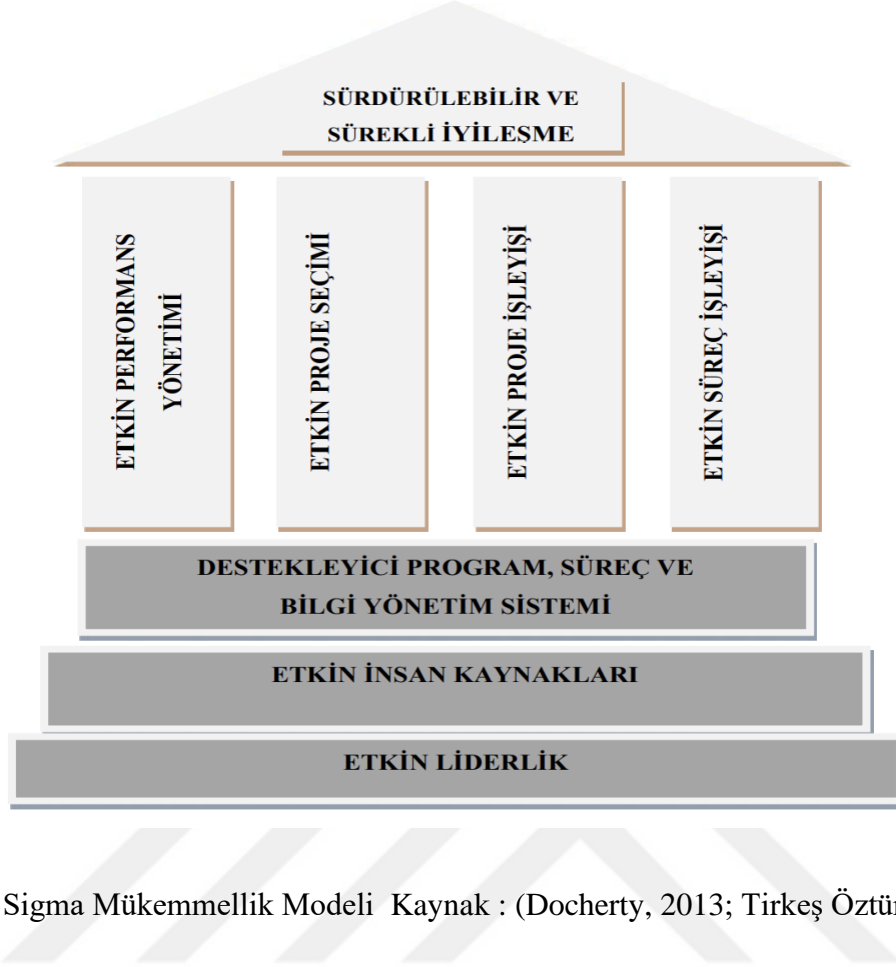 SÜRDÜRÜLEBİLİR VE
SÜREKLİ İYİLEŞME
ETKİN PERFORMANS
YÖNETİMİ
ETKİN PROJE SEÇİMİ
ETKİN PROJE İŞLEYİŞİ
ETKİN SÜREÇ İŞLEYİŞİ
DESTEKLEYİCİ PROGRAM, SÜREÇ VE
BİLGİ YÖNETİM SİSTEMİ
ETKİN İNSAN KAYNAKLARI
ETKİN LİDERLİK
Sigma Mükemmellik Modeli Kaynak : (Docherty, 2013; Tirkeş